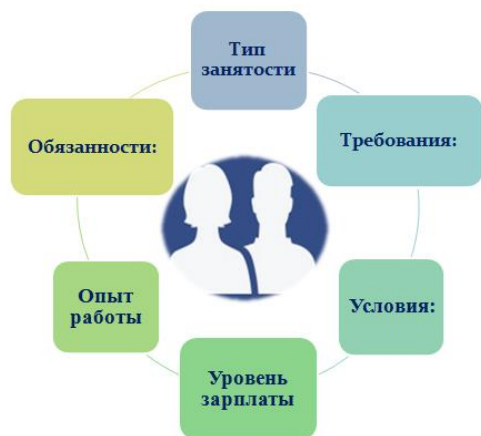 Тип
занятости
Требования:
Условия:
Уровень
зарплаты
Опыт
работы
Обязанности: